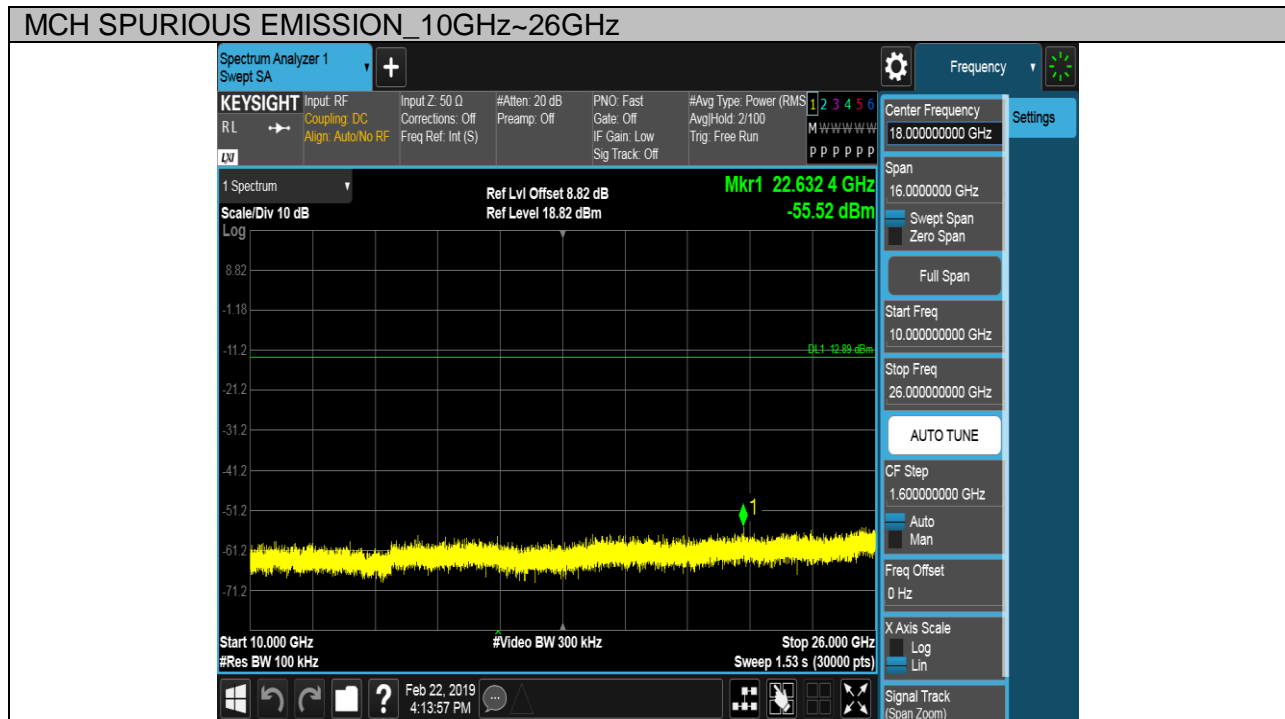 MCH SPURIOUS EMISSION_10GHz~26GHz
Spectrum Analyzer 1
Swept SA
+
Frequency
KEYSIGHT
RL
LXI
Input: RF
Coupling: DC
Align: Auto/No RF
Input Z: 50 Ω
Corrections: Off
Freq Ref: Int (S)
#Atten: 20 dB
Preamp: Off
PNO: Fast
Gate: Off
IF Gain: Low
Sig Track: Off
#Avg Type: Power (RMS
Avg|Hold: 2/100
Trig: Free Run
1 2 3 4 5 6
M W W W W W
P P P P P P
1 Spectrum
Scale/Div 10 dB
Log
Ref Lvl Offset 8.82 dB
Ref Level 18.82 dBm
Mkr1 22.632 4 GHz
-55.52 dBm
8.82
-1.18
-11.2
DL1 -12.89 dBm
-21.2
-31.2
-41.2
-51.2
1
-61.2
-71.2
Start 10.000 GHz
#Res BW 100 kHz
#Video BW 300 kHz
Stop 26.000 GHz
Sweep 1.53 s (30000 pts)
Center Frequency
18.000000000 GHz
Settings
Span
16.0000000 GHz
Swept Span
Zero Span
Full Span
Start Freq
10.000000000 GHz
Stop Freq
26.000000000 GHz
AUTO TUNE
CF Step
1.600000000 GHz
Auto
Man
Freq Offset
0 Hz
X Axis Scale
Log
Lin
Signal Track
(Span Zoom)
?
Feb 22, 2019
4:13:57 PM